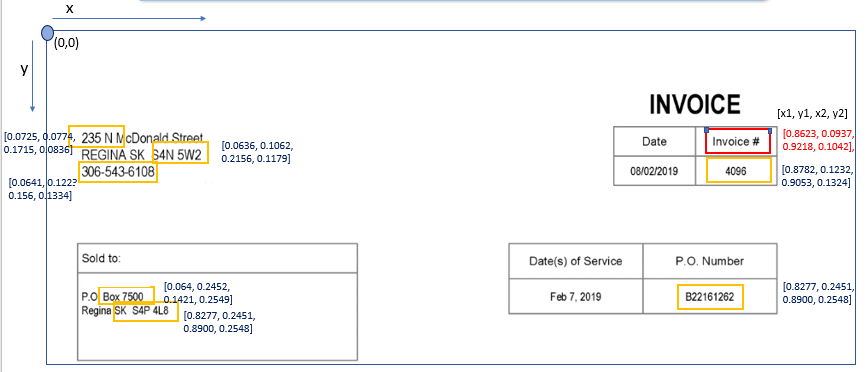 x
(0,0)
y
INVOICE
[x1, y1, x2, y2]
[0.0725, 0.0774,
0.1715, 0.0836]
235 N McDonald Street
REGINA SK S4N 5W2
306-543-6108
[0.0636, 0.1062,
0.2156, 0.1179]
[0.0641, 0.1223
0.156, 0.1334]
Date Invoice #
08/02/2019 4096
[0.8623, 0.0937,
0.9218, 0.1042],
[0.8782, 0.1232,
0.9053, 0.1324]
Sold to:
P.O Box 7500
Regina SK S4P 4L8
[0.064, 0.2452,
0.1421, 0.2549]
[0.8277, 0.2451,
0.8900, 0.2548]
Date(s) of Service P.O. Number
Feb 7, 2019 B22161262
[0.8277, 0.2451,
0.8900, 0.2548]